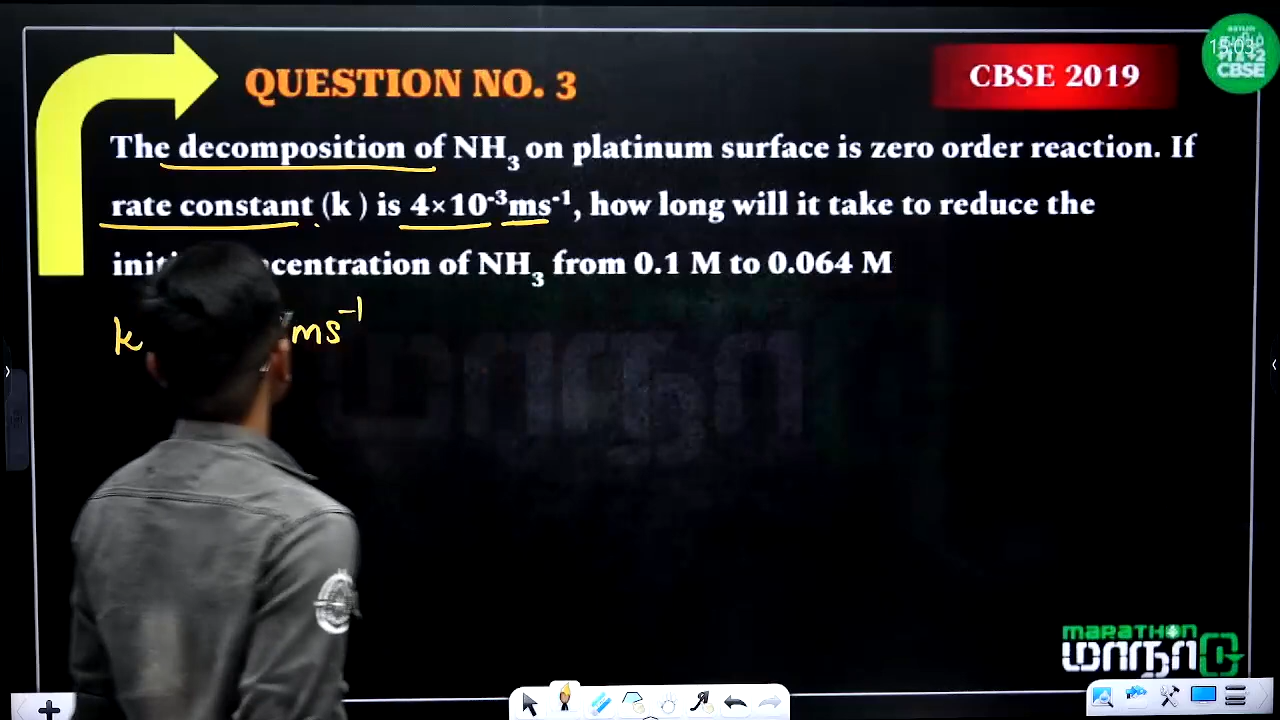 QUESTION NO. 3
CBSE 2019
The decomposition of NH₃ on platinum surface is zero order reaction. If
rate constant (k ) is 4×10⁻³ms⁻¹, how long will it take to reduce the
of NH₃ from 0.1 M to 0.064 M
k ms⁻¹
மாநாடு
CBSE
MARATHON